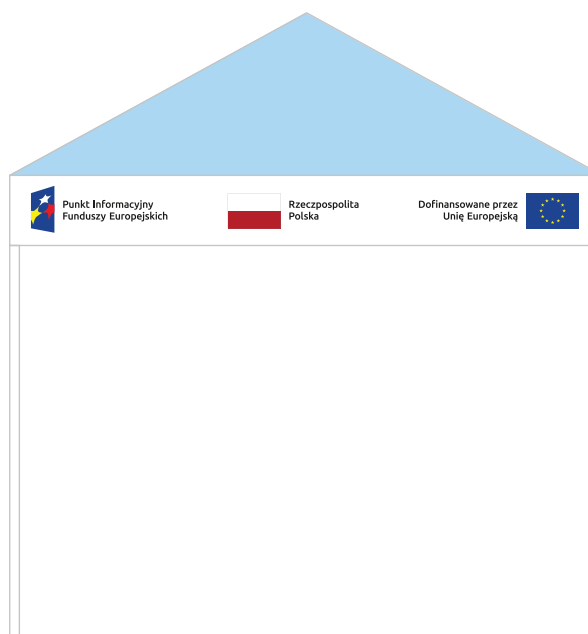 Punkt Informacyjny
Funduszy Europejskich
Rzeczpospolita
Polska
Dofinansowane przez
Unię Europejską